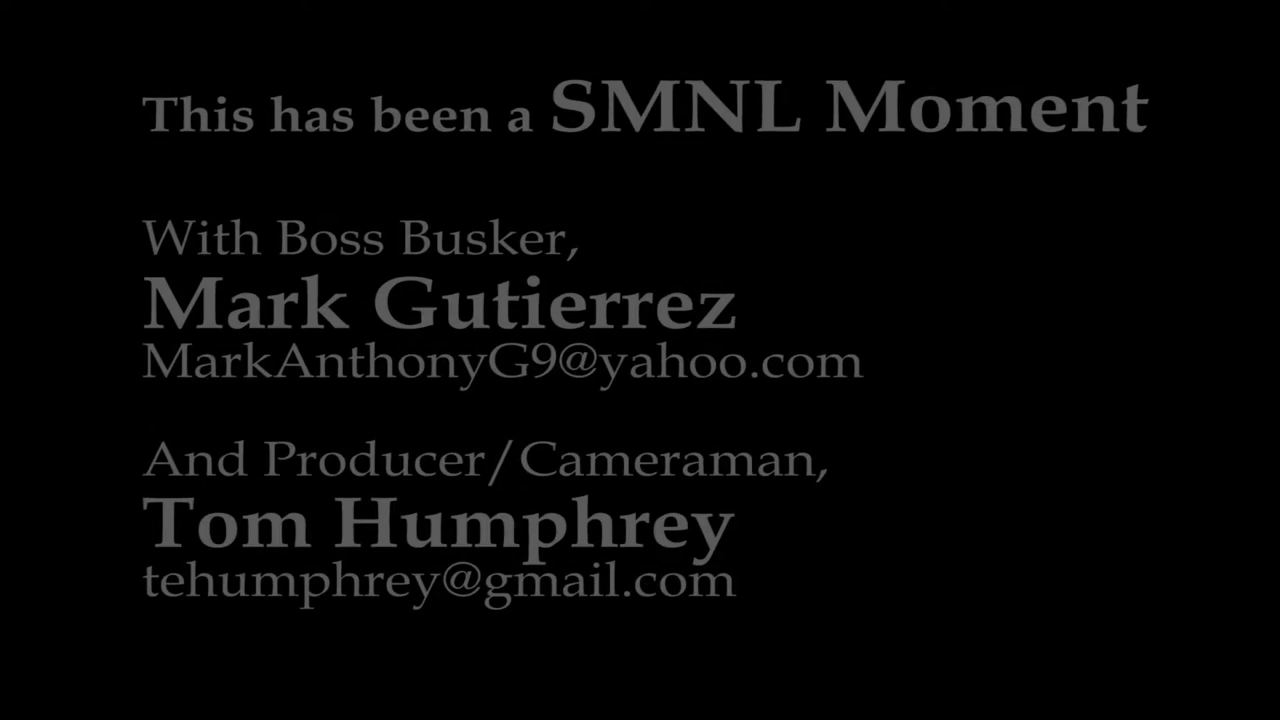 This has been a SMNL Moment
With Boss Busker,
Mark Gutierrez
MarkAnthonyG9@yahoo.com
And Producer/Cameraman,
Tom Humphrey
tehumphrey@gmail.com